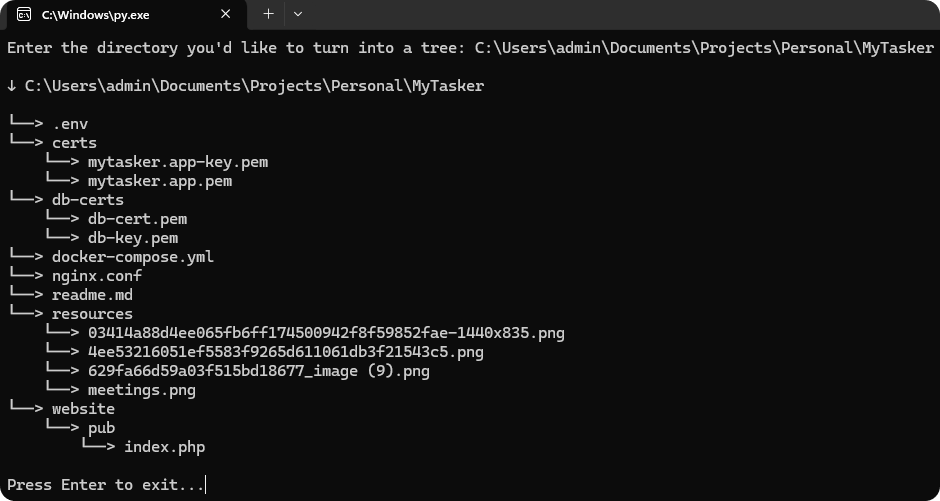 C:\Windows\py.exe
Enter the directory you'd like to turn into a tree: C:\Users\admin\Documents\Projects\Personal\MyTasker
↓ C:\Users\admin\Documents\Projects\Personal\MyTasker
└──> .env
└──> certs
    └──> mytasker.app-key.pem
    └──> mytasker.app.pem
└──> db-certs
    └──> db-cert.pem
    └──> db-key.pem
└──> docker-compose.yml
└──> nginx.conf
└──> readme.md
└──> resources
    └──> 03414a88d4ee065fb6ff174500942f8f59852fae-1440x835.png
    └──> 4ee53216051ef5583f9265d611061db3f21543c5.png
    └──> 629fa66d59a03f515bd18677_image (9).png
    └──> meetings.png
└──> website
    └──> pub
        └──> index.php
Press Enter to exit...